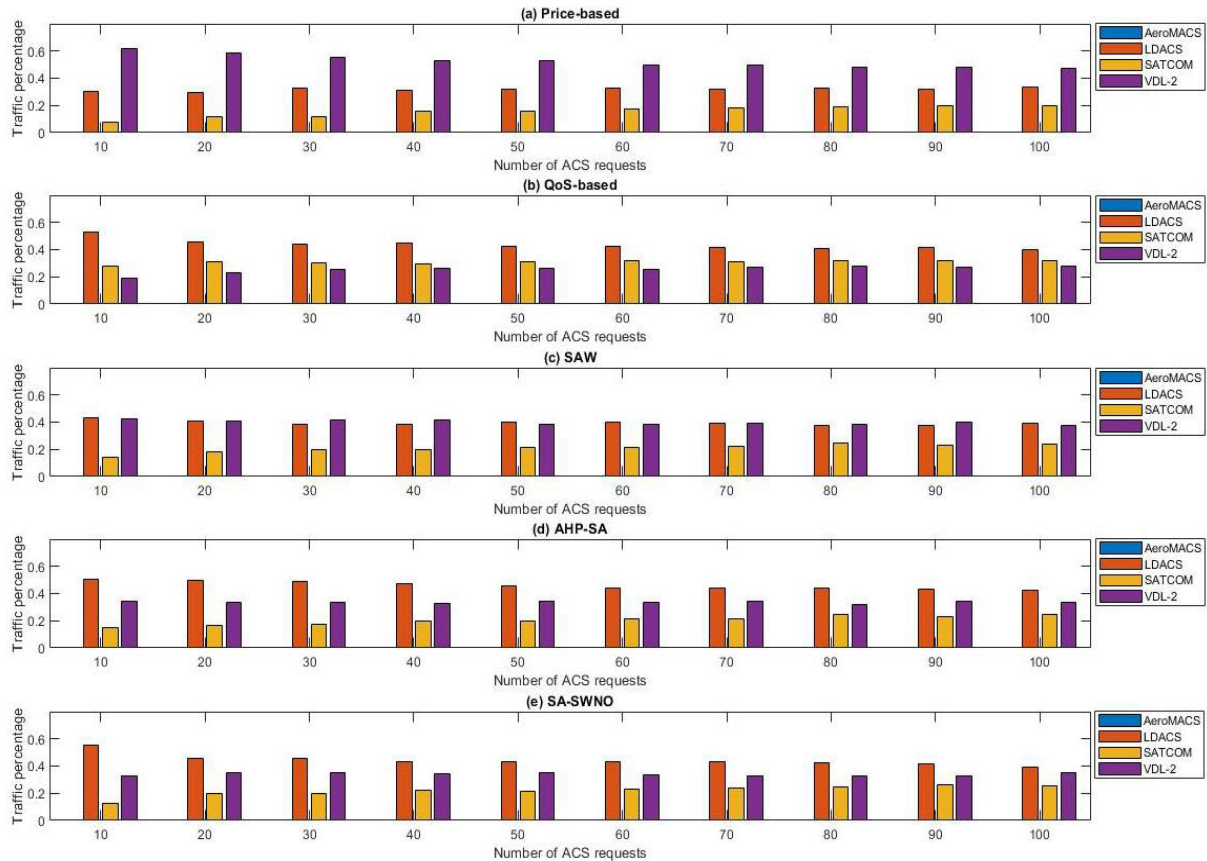 (a) Price-based
Traffic percentage
0.6
0.4
0.2
0
10 20 30 40 50 60 70 80 90 100
Number of ACS requests
AeroMACS
LDACS
SATCOM
VDL-2
(b) QoS-based
Traffic percentage
0.6
0.4
0.2
0
10 20 30 40 50 60 70 80 90 100
Number of ACS requests
AeroMACS
LDACS
SATCOM
VDL-2
(c) SAW
Traffic percentage
0.6
0.4
0.2
0
10 20 30 40 50 60 70 80 90 100
Number of ACS requests
AeroMACS
LDACS
SATCOM
VDL-2
(d) AHP-SA
Traffic percentage
0.6
0.4
0.2
0
10 20 30 40 50 60 70 80 90 100
Number of ACS requests
AeroMACS
LDACS
SATCOM
VDL-2
(e) SA-SWNO
Traffic percentage
0.6
0.4
0.2
0
10 20 30 40 50 60 70 80 90 100
Number of ACS requests
AeroMACS
LDACS
SATCOM
VDL-2